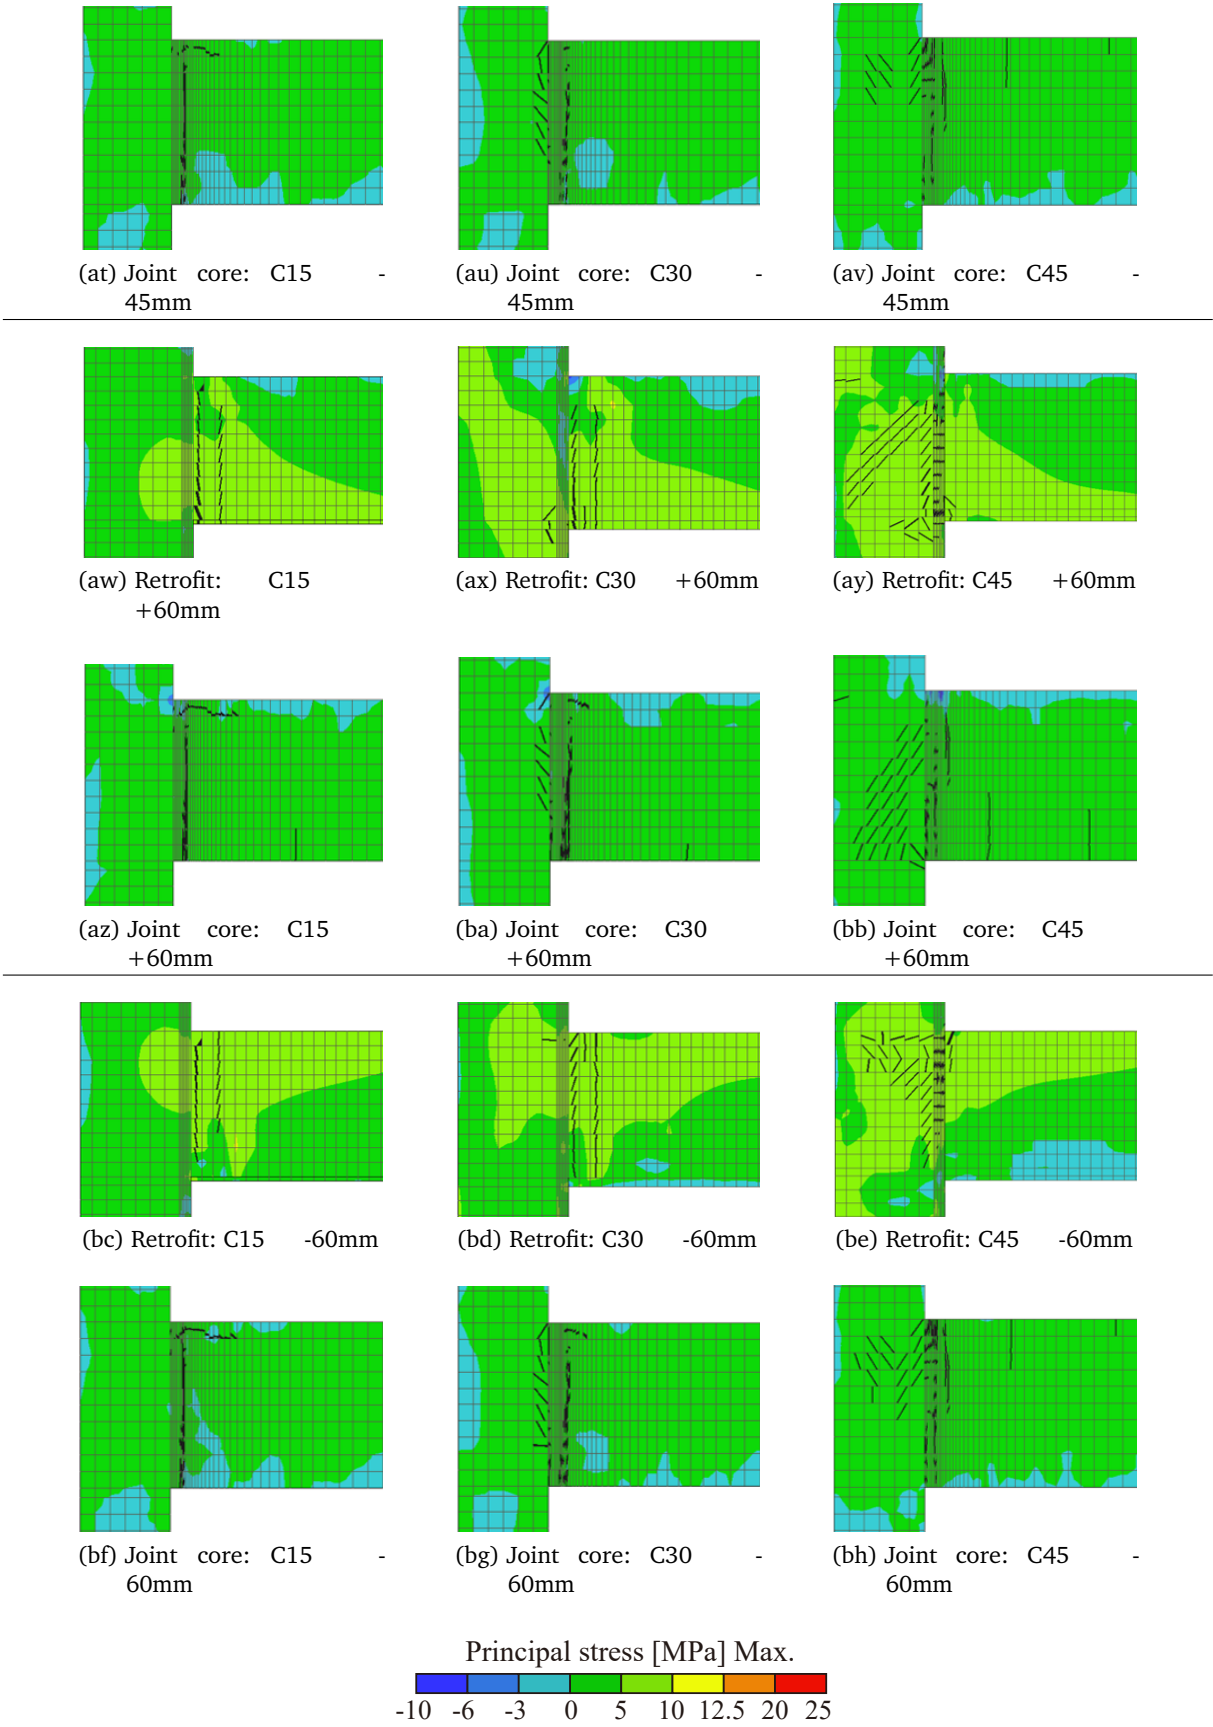 (at) Joint core: C15 -
45mm
(au) Joint core: C30 -
45mm
(av) Joint core: C45 -
45mm
(aw) Retrofit: C15
+60mm
(ax) Retrofit: C30 +60mm
(ay) Retrofit: C45 +60mm
(az) Joint core: C15
+60mm
(ba) Joint core: C30
+60mm
(bb) Joint core: C45
+60mm
(bc) Retrofit: C15 -60mm
(bd) Retrofit: C30 -60mm
(be) Retrofit: C45 -60mm
(bf) Joint core: C15 -
60mm
(bg) Joint core: C30 -
60mm
(bh) Joint core: C45 -
60mm
Principal stress [MPa] Max.
-10 -6 -3 0 5 10 12.5 20 25